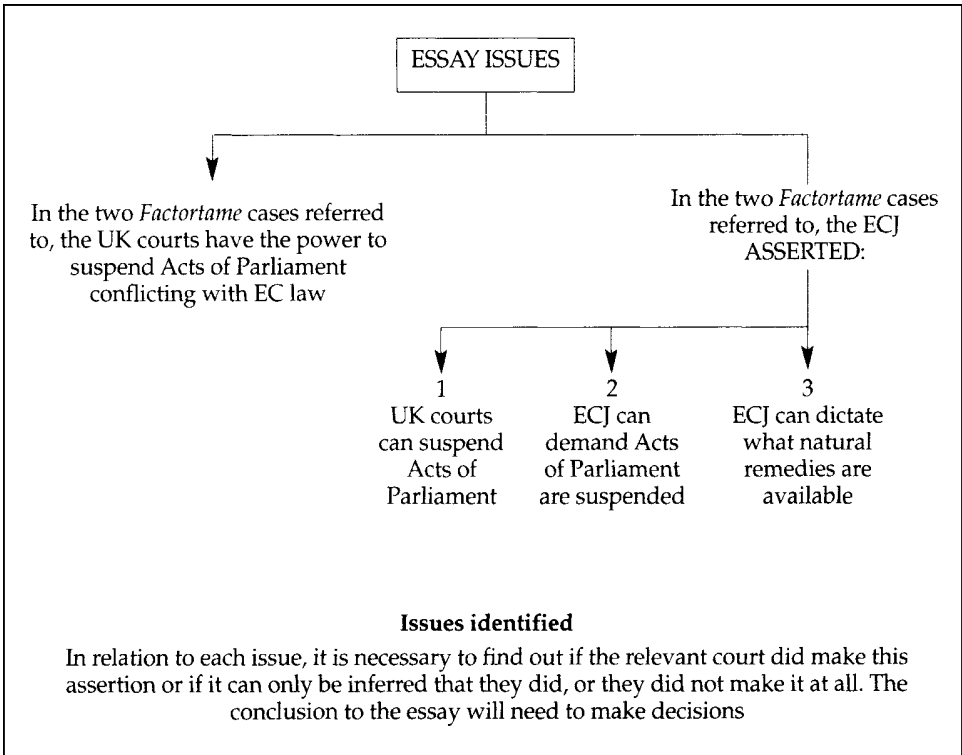 ESSAY ISSUES
In the two Factortame cases referred
to, the UK courts have the power to
suspend Acts of Parliament
conflicting with EC law
In the two Factortame cases
referred to, the ECJ
ASSERTED:
1
UK courts
can suspend
Acts of
Parliament
2
ECJ can
demand Acts
of Parliament
are suspended
3
ECJ can dictate
what natural
remedies are
available
Issues identified
In relation to each issue, it is necessary to find out if the relevant court did make this
assertion or if it can only be inferred that they did, or they did not make it at all. The
conclusion to the essay will need to make decisions